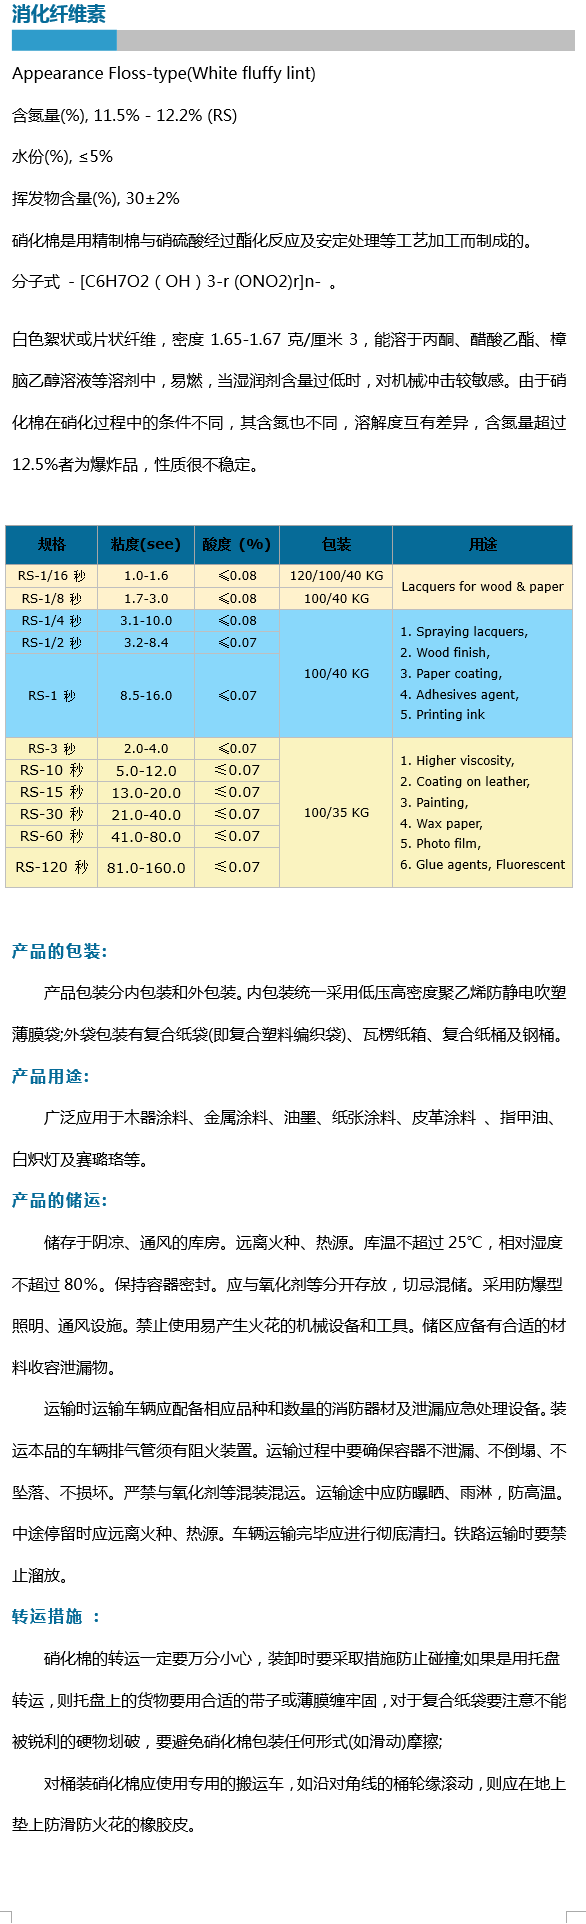 消化纤维素
Appearance Floss-type(White fluffy lint)
含氮量(%), 11.5% - 12.2% (RS)
水份(%), ≤5%
挥发物含量(%), 30±2%
硝化棉是用精制棉与硝硫酸经过酯化反应及安定处理等工艺加工而制成的。
分子式 - [C6H7O2（OH）3-r (ONO2)r]n- 。
白色絮状或片状纤维，密度 1.65-1.67 克/厘米 3，能溶于丙酮、醋酸乙酯、樟
脑乙醇溶液等溶剂中，易燃，当湿润剂含量过低时，对机械冲击较敏感。由于硝
化棉在硝化过程中的条件不同，其含氮也不同，溶解度互有差异，含氮量超过
12.5%者为爆炸品，性质很不稳定。
规格 粘度(see) 酸度（%） 包装 用途
RS-1/16 秒 1.0-1.6 ≤0.08 120/100/40 KG Lacquers for wood & paper
RS-1/8 秒 1.7-3.0 ≤0.08 100/40 KG
RS-1/4 秒 3.1-10.0 ≤0.08
RS-1/2 秒 3.2-8.4 ≤0.07
RS-1 秒 8.5-16.0 ≤0.07
100/40 KG
1. Spraying lacquers,
2. Wood finish,
3. Paper coating,
4. Adhesives agent,
5. Printing ink
RS-3 秒 2.0-4.0 ≤0.07
RS-10 秒 5.0-12.0 ≤0.07
RS-15 秒 13.0-20.0 ≤0.07
RS-30 秒 21.0-40.0 ≤0.07
RS-60 秒 41.0-80.0 ≤0.07
RS-120 秒 81.0-160.0 ≤0.07
100/35 KG
1. Higher viscosity,
2. Coating on leather,
3. Painting,
4. Wax paper,
5. Photo film,
6. Glue agents, Fluorescent
产品的包装:
产品包装分内包装和外包装。内包装统一采用低压高密度聚乙烯防静电吹塑
薄膜袋;外袋包装有复合纸袋(即复合塑料编织袋)、瓦楞纸箱、复合纸桶及钢桶。
产品用途:
广泛应用于木器涂料、金属涂料、油墨、纸张涂料、皮革涂料 、指甲油、
白炽灯及赛璐珞等。
产品的储运:
储存于阴凉、通风的库房。远离火种、热源。库温不超过 25℃，相对湿度
不超过 80%。保持容器密封。应与氧化剂等分开存放，切忌混储。采用防爆型
照明、通风设施。禁止使用易产生火花的机械设备和工具。储区应备有合适的材
料收容泄漏物。
运输时运输车辆应配备相应品种和数量的消防器材及泄漏应急处理设备。装
运本品的车辆排气管须有阻火装置。运输过程中要确保容器不泄漏、不倒塌、不
坠落、不损坏。严禁与氧化剂等混装混运。运输途中应防曝晒、雨淋，防高温。
中途停留时应远离火种、热源。车辆运输完毕应进行彻底清扫。铁路运输时要禁
止溜放。
转运措施 ：
硝化棉的转运一定要万分小心，装卸时要采取措施防止碰撞;如果是用托盘
转运，则托盘上的货物要用合适的带子或薄膜缠牢固，对于复合纸袋要注意不能
被锐利的硬物划破，要避免硝化棉包装任何形式(如滑动)摩擦;
对桶装硝化棉应使用专用的搬运车，如沿对角线的桶轮缘滚动，则应在地上
垫上防滑防火花的橡胶皮。